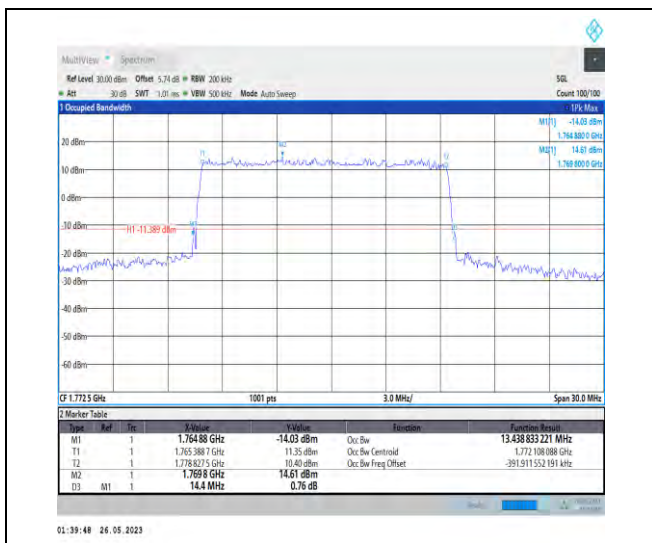 MultiView Spectrum
Ref Level 30.00 dBm Offset 5.74 dB RBW 200 kHz SGL
Att 30 dB SWT 1.01 ms VBW 500 kHz Mode Auto Sweep Count 100/100
1 Occupied Bandwidth 1Pk Max
M1[1] -14.03 dBm
1.764 880 0 GHz
M2[1] 14.61 dBm
1.769 800 0 GHz
20 dBm
10 dBm
0 dBm
-10 dBm
H1 -11.389 dBm
-20 dBm
-30 dBm
-40 dBm
-50 dBm
-60 dBm
T1
M2
T2
M1
CF 1.772 5 GHz 1001 pts 3.0 MHz/ Span 30.0 MHz
2 Marker Table
Type Ref Trc X-Value Y-Value Function Function Result
M1 1 1.764 88 GHz -14.03 dBm Occ Bw 13.438 833 221 MHz
T1 1 1.765 388 7 GHz 11.35 dBm Occ Bw Centroid 1.772 108 088 GHz
T2 1 1.778 827 5 GHz 10.40 dBm Occ Bw Freq Offset -391.911 552 191 kHz
M2 1 1.769 8 GHz 14.61 dBm
D3 M1 1 14.4 MHz 0.76 dB
01:39:48 26.05.2023